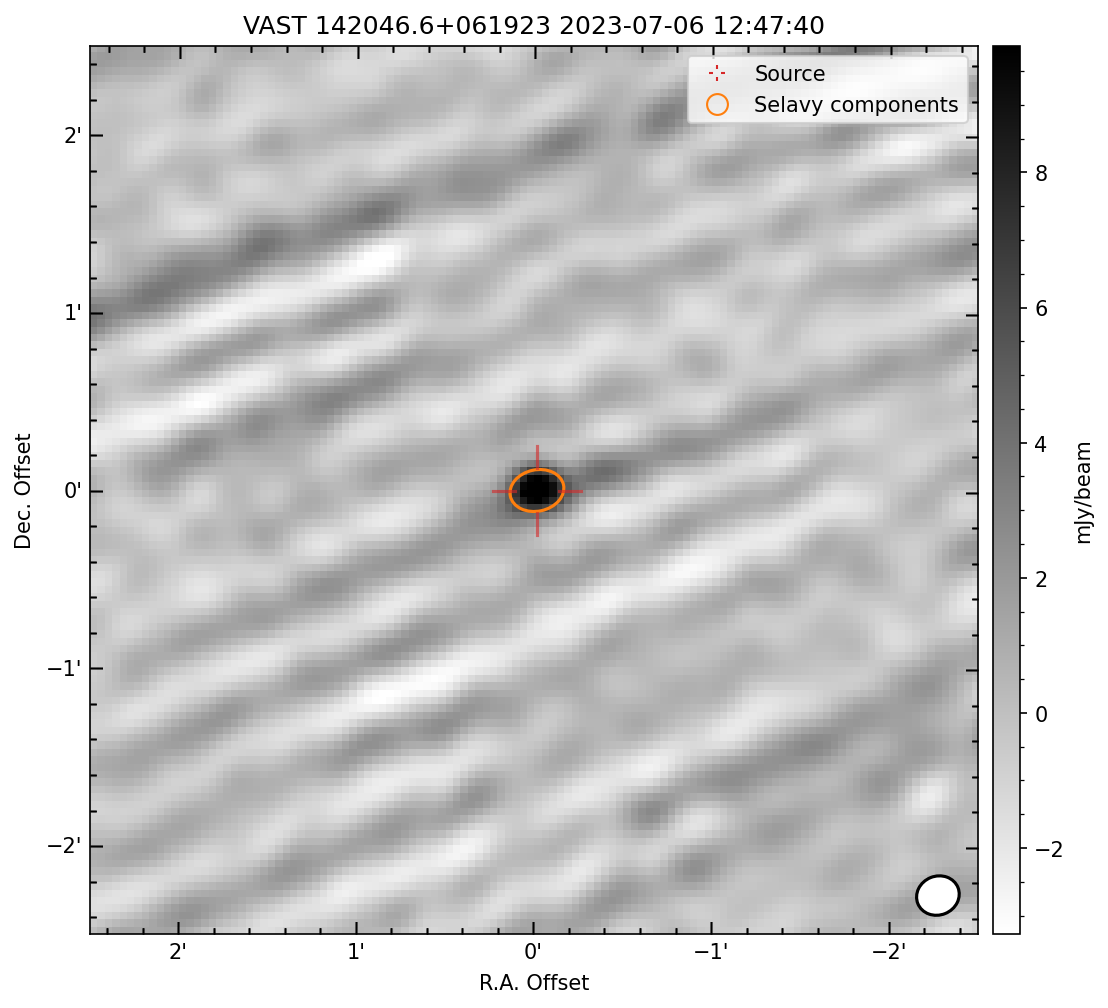 VAST 142046.6+061923 2023-07-06 12:47:40
Source
Selavy components
2'
1'
0'
−1'
−2'
Dec. Offset
2'
1'
0'
−1'
−2'
R.A. Offset
8
6
4
2
0
−2
mJy/beam